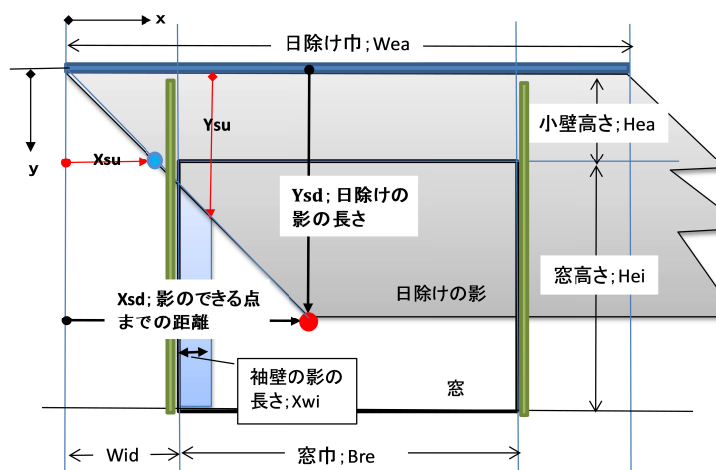 x
日除け巾；Wea
y
Xsu
Ysu
小壁高さ；Hea
Ysd；日除けの
影の長さ
窓高さ；Hei
Xsd；影のできる点
までの距離
日除けの影
袖壁の影の
長さ；Xwi
窓
Wid
窓巾；Bre